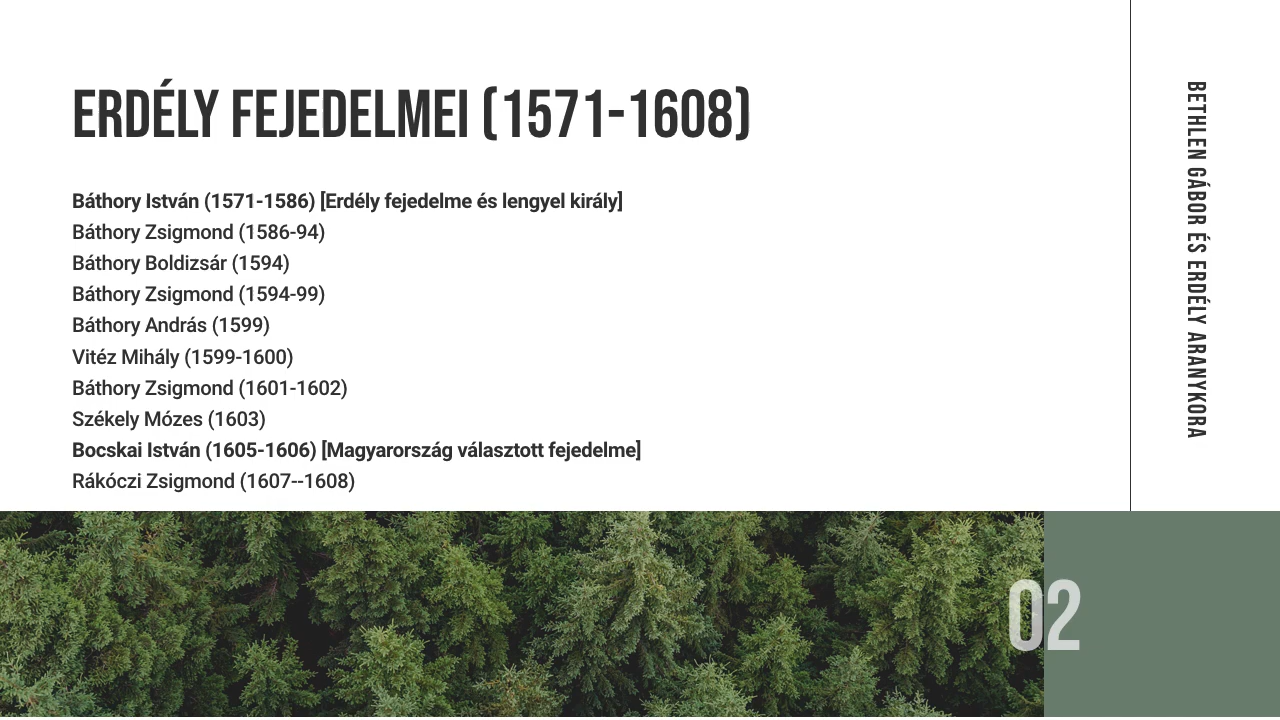 ERDÉLY FEJEDELMEI (1571-1608)
Báthory István (1571-1586) [Erdély fejedelme és lengyel király]
Báthory Zsigmond (1586-94)
Báthory Boldizsár (1594)
Báthory Zsigmond (1594-99)
Báthory András (1599)
Vitéz Mihály (1599-1600)
Báthory Zsigmond (1601-1602)
Székely Mózes (1603)
Bocskai István (1605-1606) [Magyarország választott fejedelme]
Rákóczi Zsigmond (1607--1608)
BETHLEN GÁBOR ÉS ERDÉLY ARANYKORA
02